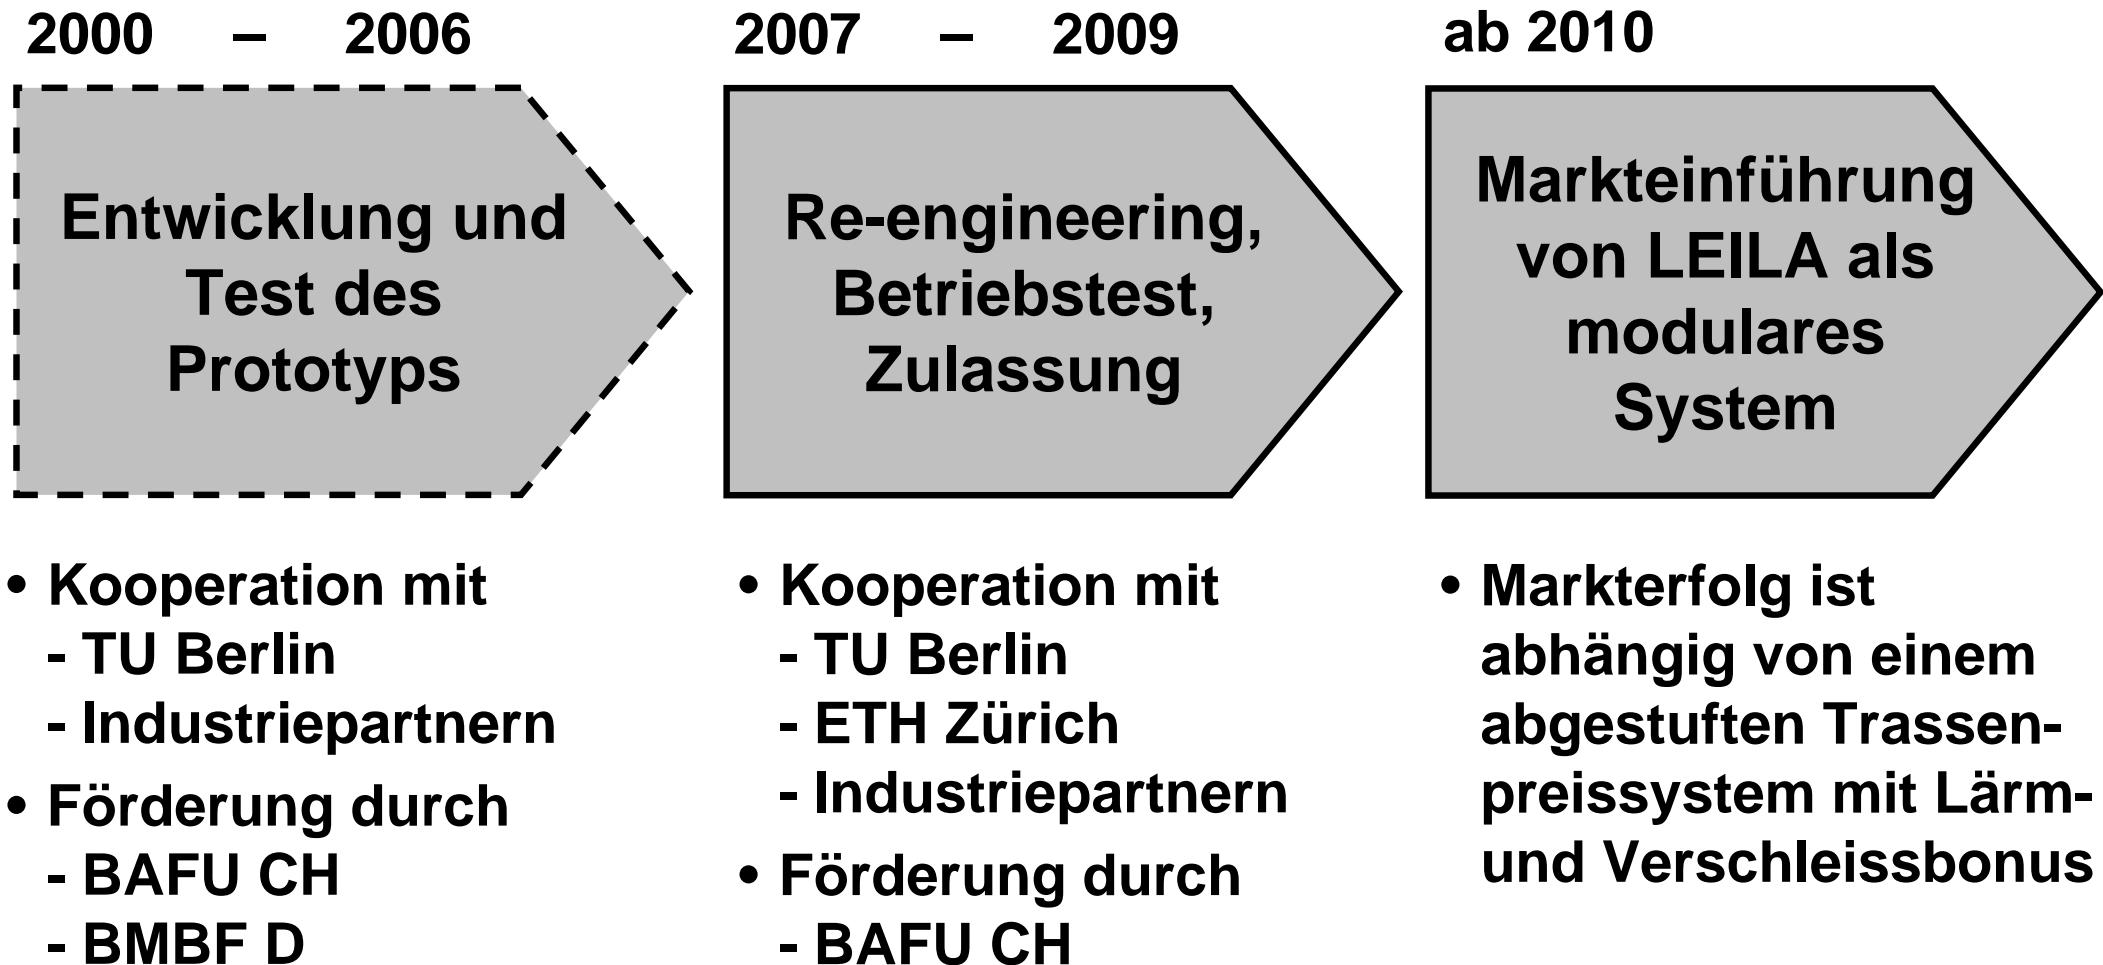 2000 – 2006
Entwicklung und
Test des
Prototyps
• Kooperation mit
- TU Berlin
- Industriepartnern
• Förderung durch
- BAFU CH
- BMBF D
2007 – 2009
Re-engineering,
Betriebstest,
Zulassung
• Kooperation mit
- TU Berlin
- ETH Zürich
- Industriepartnern
• Förderung durch
- BAFU CH
ab 2010
Markteinführung
von LEILA als
modulares
System
• Markterfolg ist
abhängig von einem
abgestuften Trassen-
preissystem mit Lärm-
und Verschleissbonus